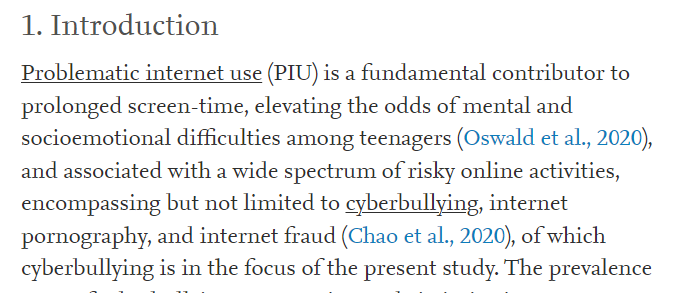 1. Introduction
Problematic internet use (PIU) is a fundamental contributor to
prolonged screen-time, elevating the odds of mental and
socioemotional difficulties among teenagers (Oswald et al., 2020),
and associated with a wide spectrum of risky online activities,
encompassing but not limited to cyberbullying, internet
pornography, and internet fraud (Chao et al., 2020), of which
cyberbullying is in the focus of the present study. The prevalence